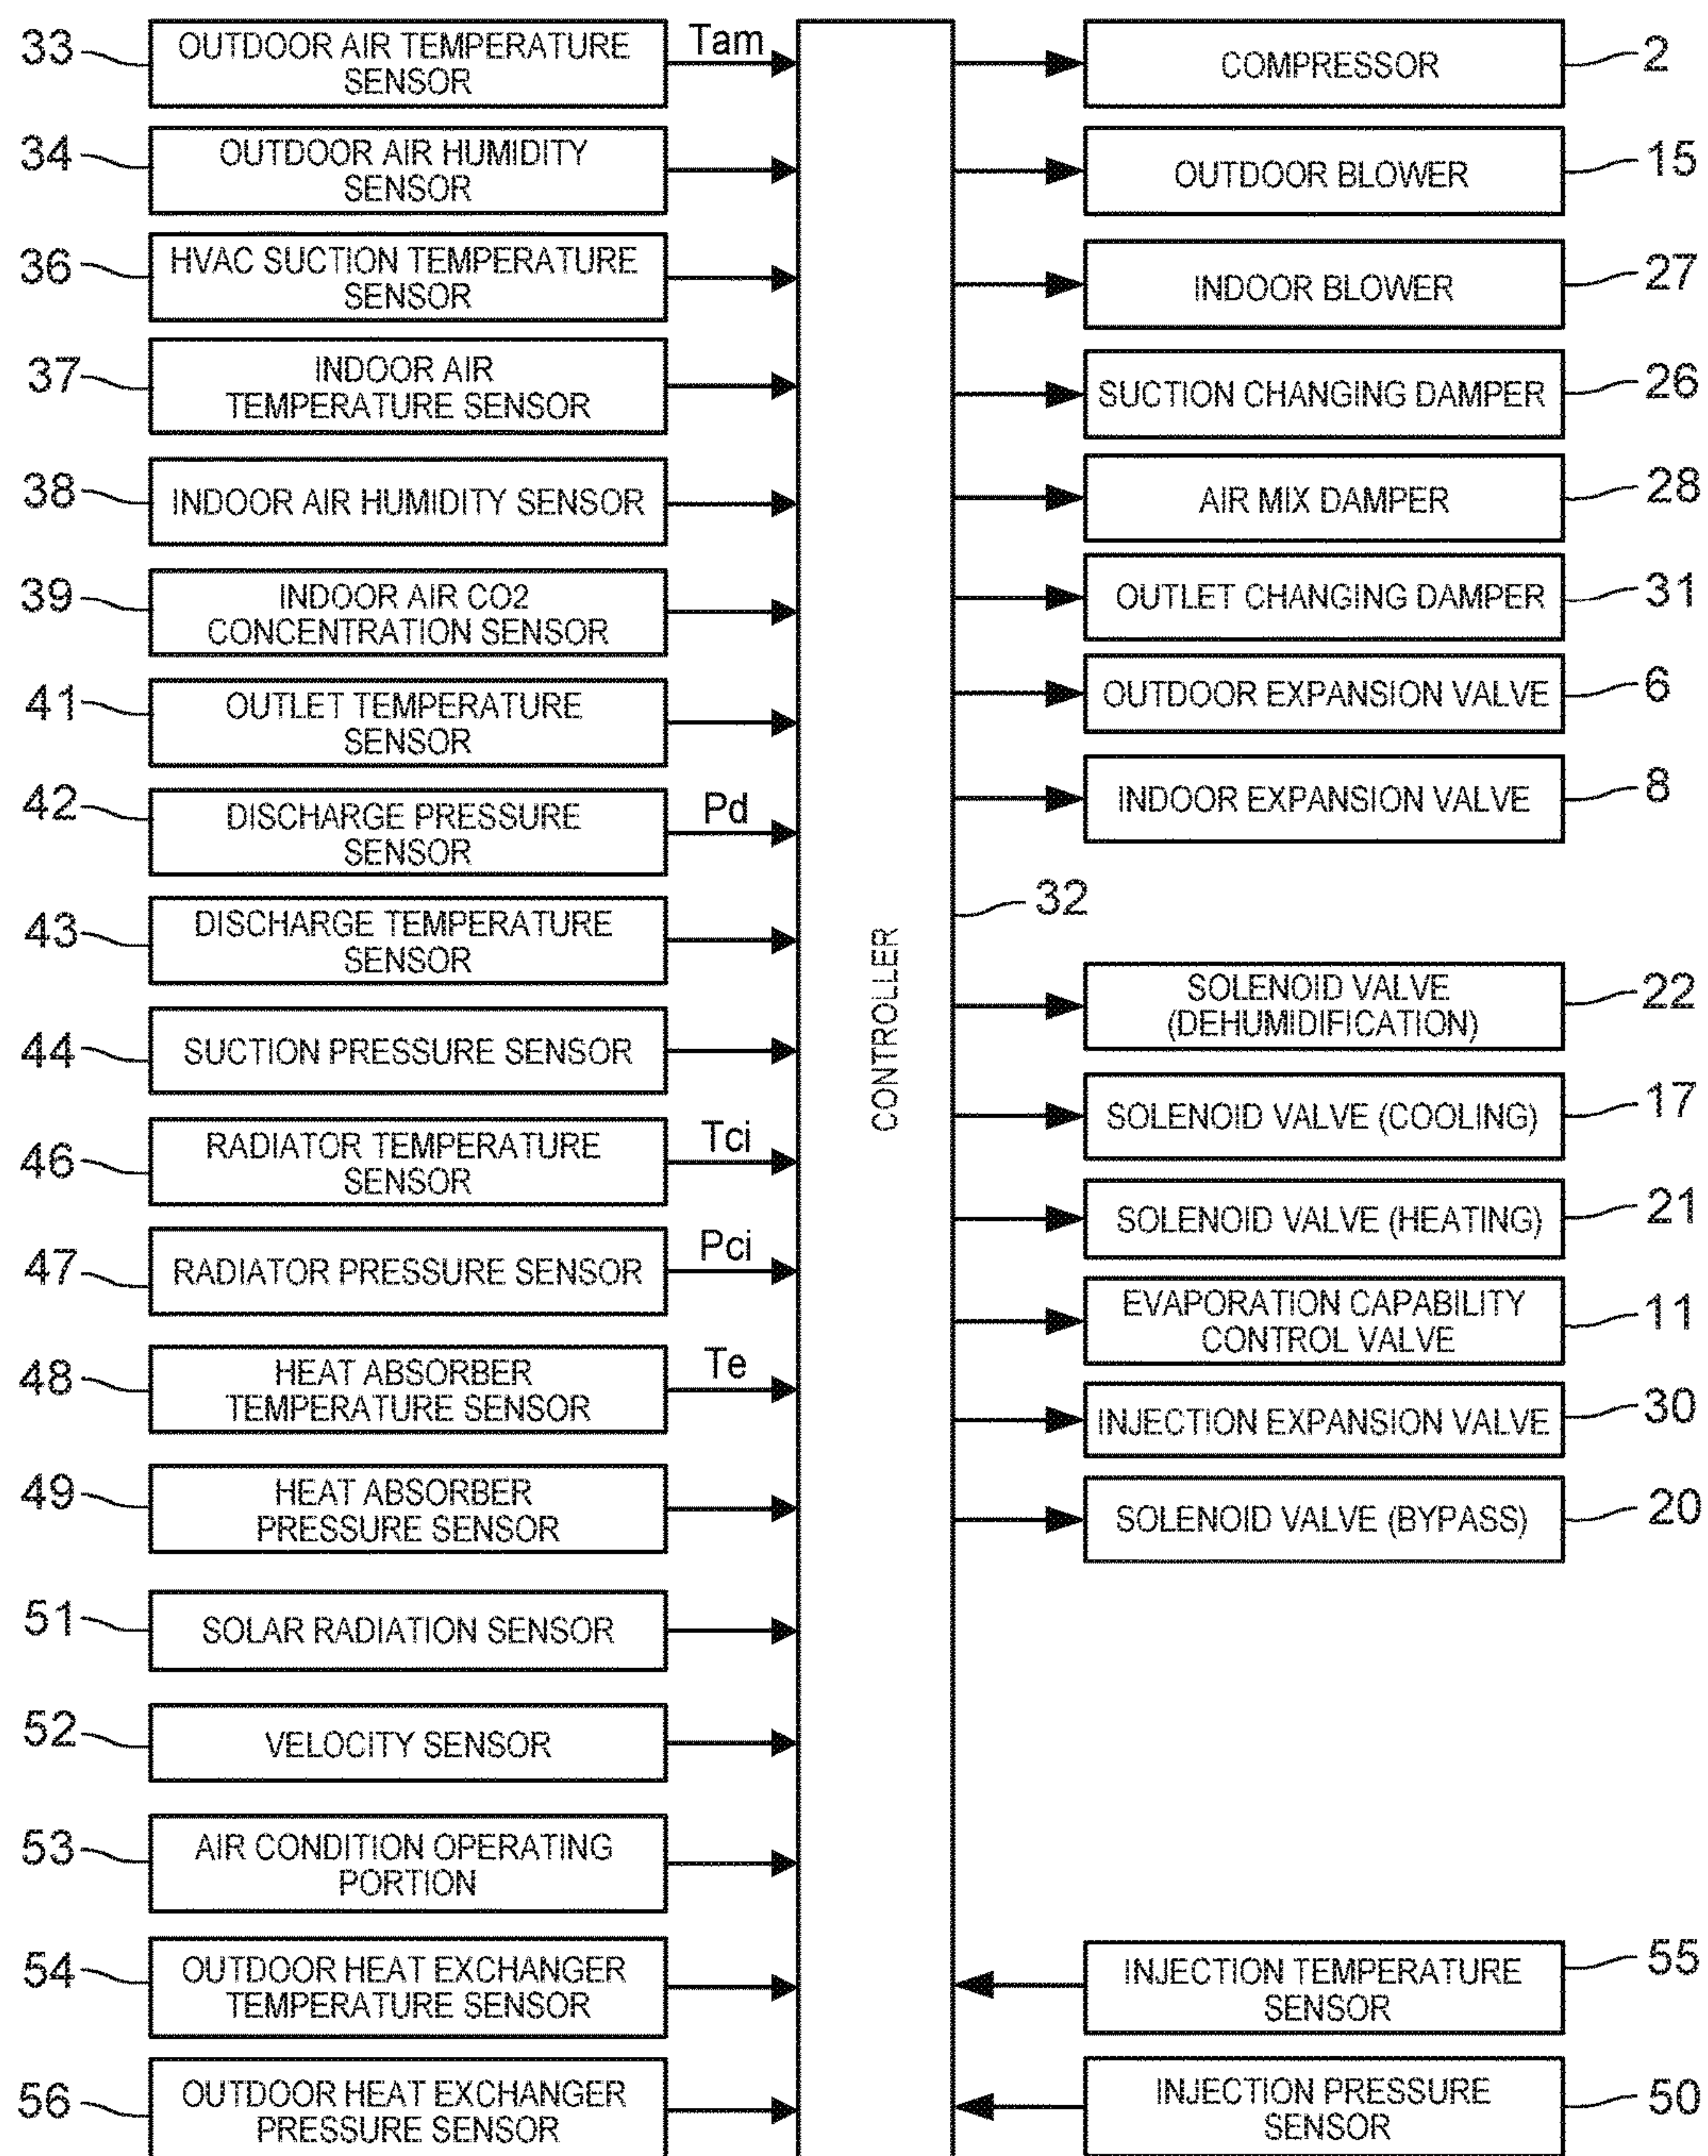 33
OUTDOOR AIR TEMPERATURE
SENSOR
Tam
34
OUTDOOR AIR HUMIDITY
SENSOR
36
HVAC SUCTION TEMPERATURE
SENSOR
37
INDOOR AIR
TEMPERATURE SENSOR
38
INDOOR AIR HUMIDITY SENSOR
39
INDOOR AIR CO2
CONCENTRATION SENSOR
41
OUTLET TEMPERATURE
SENSOR
42
DISCHARGE PRESSURE
SENSOR
Pd
43
DISCHARGE TEMPERATURE
SENSOR
44
SUCTION PRESSURE SENSOR
46
RADIATOR TEMPERATURE
SENSOR
Tci
47
RADIATOR PRESSURE SENSOR
Pci
48
HEAT ABSORBER
TEMPERATURE SENSOR
Te
49
HEAT ABSORBER
PRESSURE SENSOR
51
SOLAR RADIATION SENSOR
52
VELOCITY SENSOR
53
AIR CONDITION OPERATING
PORTION
54
OUTDOOR HEAT EXCHANGER
TEMPERATURE SENSOR
56
OUTDOOR HEAT EXCHANGER
PRESSURE SENSOR
CONTROLLER
32
COMPRESSOR
2
OUTDOOR BLOWER
15
INDOOR BLOWER
27
SUCTION CHANGING DAMPER
26
AIR MIX DAMPER
28
OUTLET CHANGING DAMPER
31
OUTDOOR EXPANSION VALVE
6
INDOOR EXPANSION VALVE
8
SOLENOID VALVE
(DEHUMIDIFICATION)
22
SOLENOID VALVE (COOLING)
17
SOLENOID VALVE (HEATING)
21
EVAPORATION CAPABILITY
CONTROL VALVE
11
INJECTION EXPANSION VALVE
30
SOLENOID VALVE (BYPASS)
20
INJECTION TEMPERATURE
SENSOR
55
INJECTION PRESSURE
SENSOR
50